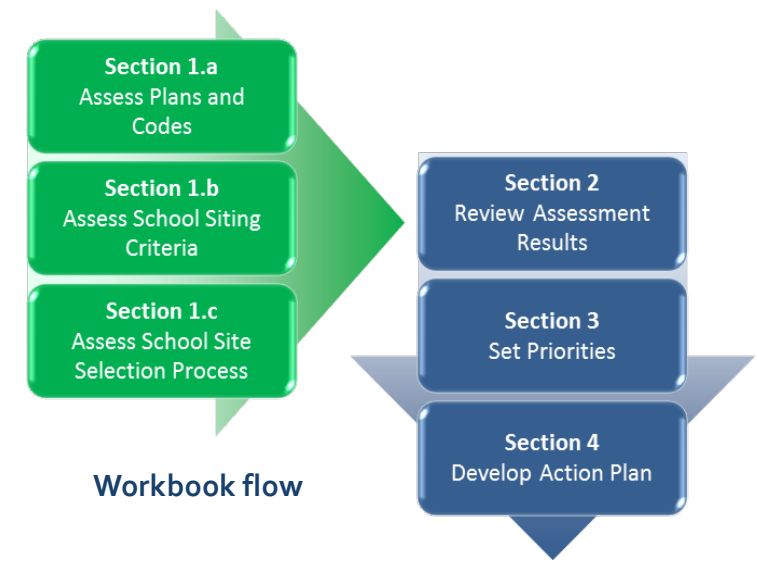 Section 1.a
Assess Plans and
Codes
Section 1.b
Assess School Siting
Criteria
Section 1.c
Assess School Site
Selection Process
Workbook flow
Section 2
Review Assessment
Results
Section 3
Set Priorities
Section 4
Develop Action Plan